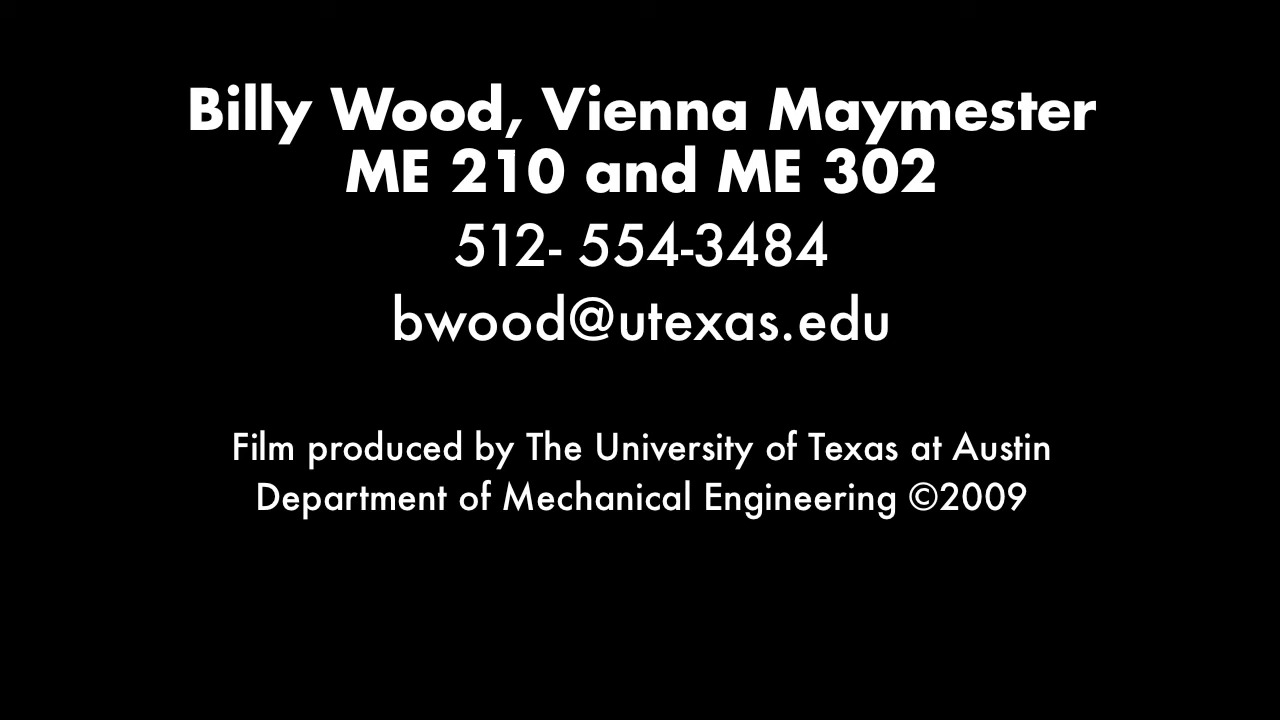 Billy Wood, Vienna Maymester
ME 210 and ME 302
512- 554-3484
bwood@utexas.edu
Film produced by The University of Texas at Austin
Department of Mechanical Engineering ©2009